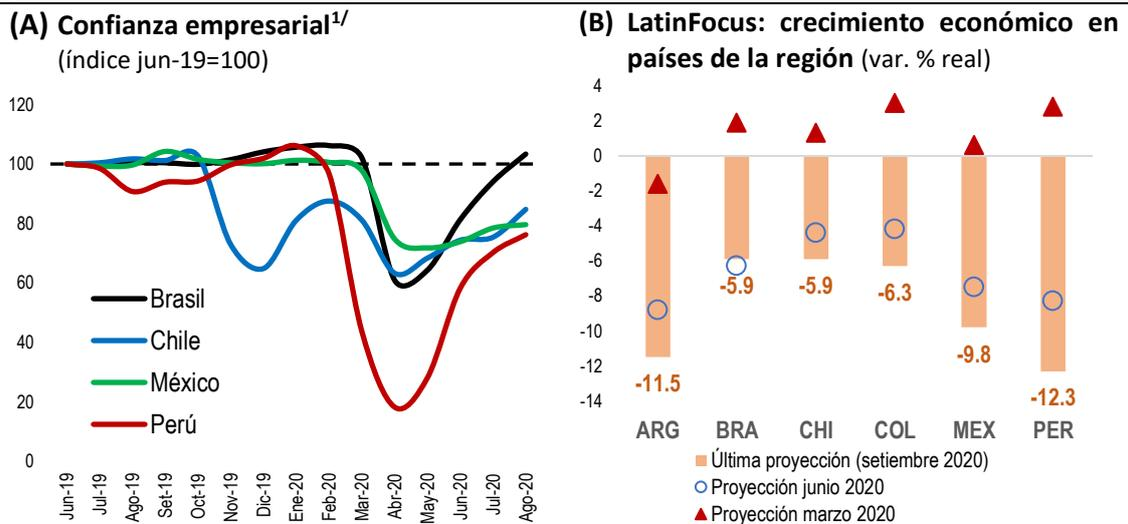 (A) Confianza empresarial1/
(índice jun-19=100)
120
100
80
60
40
20
0
Brasil
Chile
México
Perú
Jun-19
Jul-19
Ago-19
Set-19
Oct-19
Nov-19
Dic-19
Ene-20
Feb-20
Mar-20
Abr-20
May-20
Jun-20
Jul-20
Ago-20
(B) LatinFocus: crecimiento económico en
países de la región (var. % real)
4
2
0
-2
-4
-6
-8
-10
-12
-14
-11.5
-5.9
-5.9
-6.3
-9.8
-12.3
ARG BRA CHI COL MEX PER
Última proyección (setiembre 2020)
Proyección junio 2020
Proyección marzo 2020